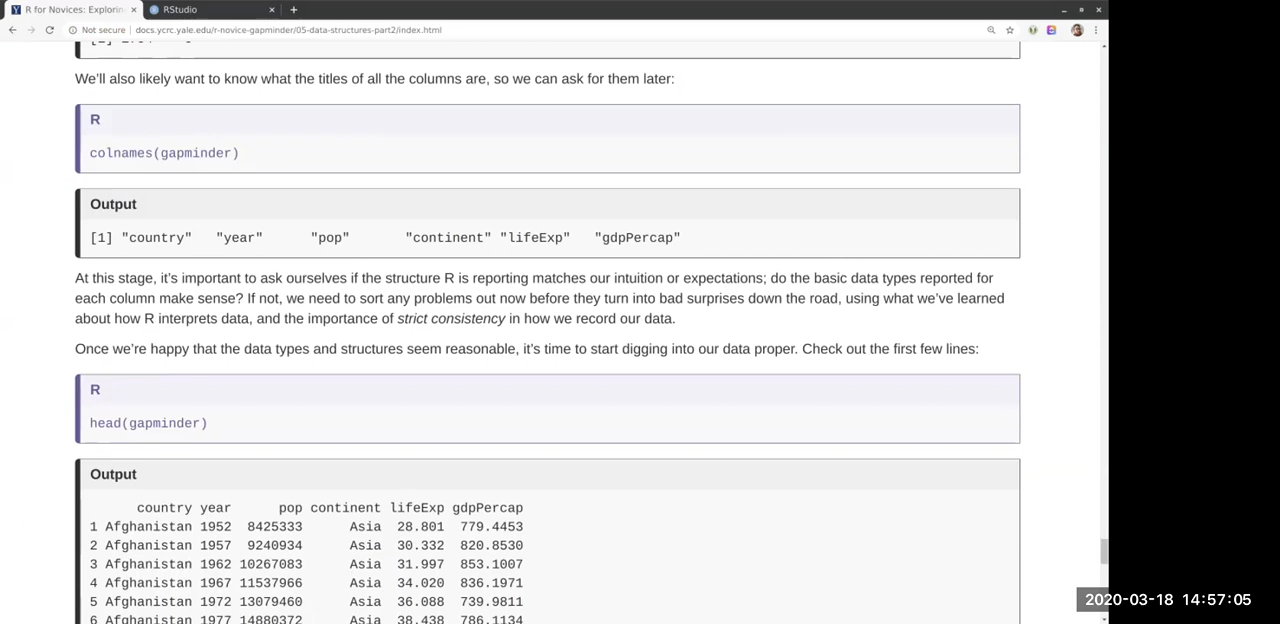 R for Novices: Explorin
RStudio
Not secure | docs.ycrc.yale.edu/r-novice-gapminder/05-data-structures-part2/index.html
We'll also likely want to know what the titles of all the columns are, so we can ask for them later:
R
colnames(gapminder)
Output
[1] "country" "year" "pop" "continent" "lifeExp" "gdpPercap"
At this stage, it's important to ask ourselves if the structure R is reporting matches our intuition or expectations; do the basic data types reported for
each column make sense? If not, we need to sort any problems out now before they turn into bad surprises down the road, using what we've learned
about how R interprets data, and the importance of strict consistency in how we record our data.
Once we're happy that the data types and structures seem reasonable, it's time to start digging into our data proper. Check out the first few lines:
R
head(gapminder)
Output
country year pop continent lifeExp gdpPercap
1 Afghanistan 1952 8425333 Asia 28.801 779.4453
2 Afghanistan 1957 9240934 Asia 30.332 820.8530
3 Afghanistan 1962 10267083 Asia 31.997 853.1007
4 Afghanistan 1967 11537966 Asia 34.020 836.1971
5 Afghanistan 1972 13079460 Asia 36.088 739.9811
6 Afghanistan 1977 14880372 Asia 38.438 786.1134
2020-03-18 14:57:05